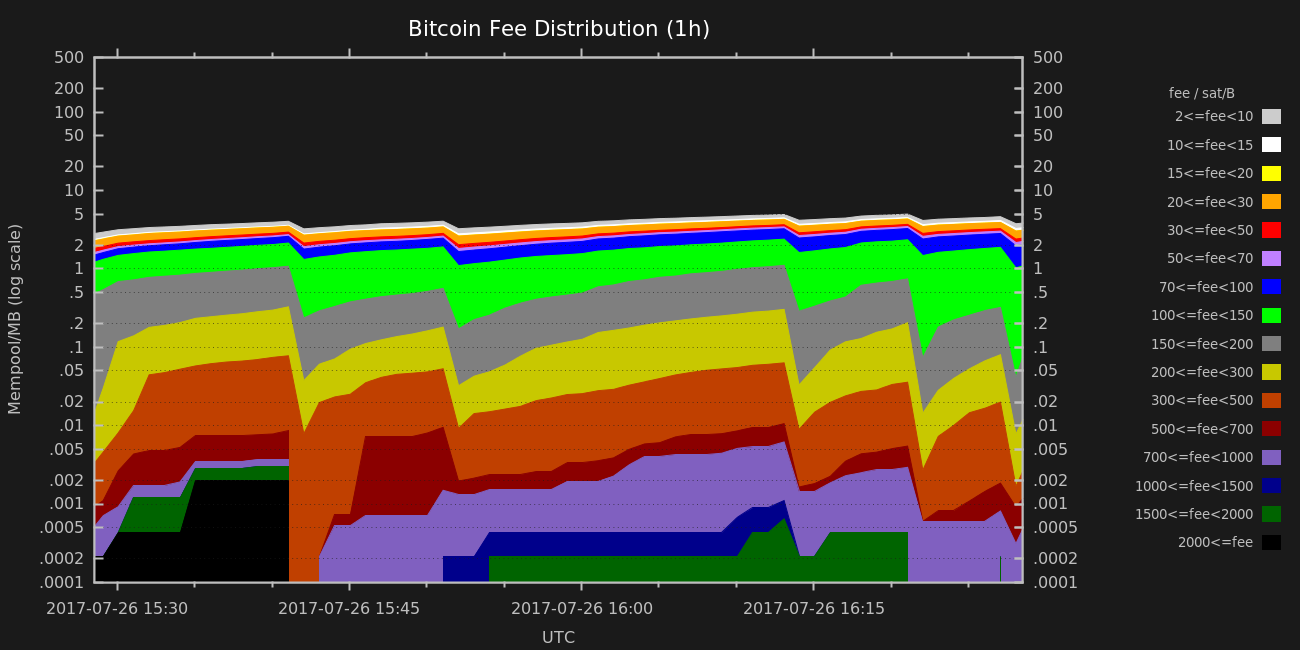 Bitcoin Fee Distribution (1h)
Mempool/MB (log scale)
500
200
100
50
20
10
5
2
1
.5
.2
.1
.05
.02
.01
.005
.002
.001
.0005
.0002
.0001
500
200
100
50
20
10
5
2
1
.5
.2
.1
.05
.02
.01
.005
.002
.001
.0005
.0002
.0001
2017-07-26 15:30
2017-07-26 15:45
2017-07-26 16:00
2017-07-26 16:15
UTC
fee / sat/B
2<=fee<10
10<=fee<15
15<=fee<20
20<=fee<30
30<=fee<50
50<=fee<70
70<=fee<100
100<=fee<150
150<=fee<200
200<=fee<300
300<=fee<500
500<=fee<700
700<=fee<1000
1000<=fee<1500
1500<=fee<2000
2000<=fee